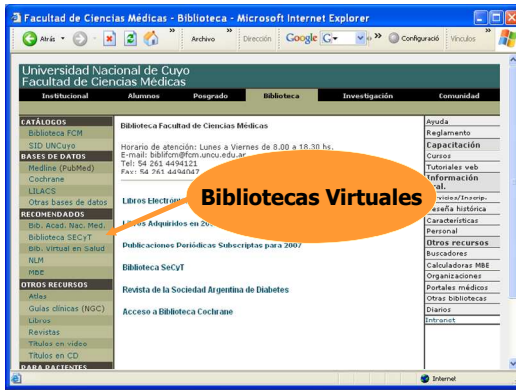 Facultad de Ciencias Médicas - Biblioteca - Microsoft Internet Explorer
Atrás
Archivo
Dirección
Google
Configuració
Vínculos
Universidad Nacional de Cuyo
Facultad de Ciencias Médicas
Institucional Alumnos Posgrado Biblioteca Investigación Comunidad
CATÁLOGOS
Biblioteca FCM
SID UNCuyo
BASES DE DATOS
Medline (PubMed)
Cochrane
LILACS
Otras bases de datos
RECOMENDADOS
Bib. Acad. Nac. Med.
Biblioteca SECyT
Bib. Virtual en Salud
NLM
MBE
OTROS RECURSOS
Atlas
Guías clínicas (NGC)
Libros
Revistas
Títulos en video
Títulos en CD
PARA PACIENTES
Biblioteca Facultad de Ciencias Médicas
Horario de atención: Lunes a Viernes de 8.00 a 18.30 hs.
E-mail: biblifcm@fcm.uncu.edu.ar
Tel: 54 261 4494121
Fax: 54 261 4494047
Bibliotecas Virtuales
Libros Electró
Libros Adquiridos en 20
Publicaciones Periódicas Subscriptas para 2007
Biblioteca SeCyT
Revista de la Sociedad Argentina de Diabetes
Acceso a Biblioteca Cochrane
Ayuda
Reglamento
Capacitación
Cursos
Tutoriales web
Información
ral.
Servicios/Inscrip.
Reseña histórica
Características
Personal
Otros recursos
Buscadores
Calculadoras MBE
Organizaciones
Portales médicos
Otras bibliotecas
Diarios
Intranet
Internet